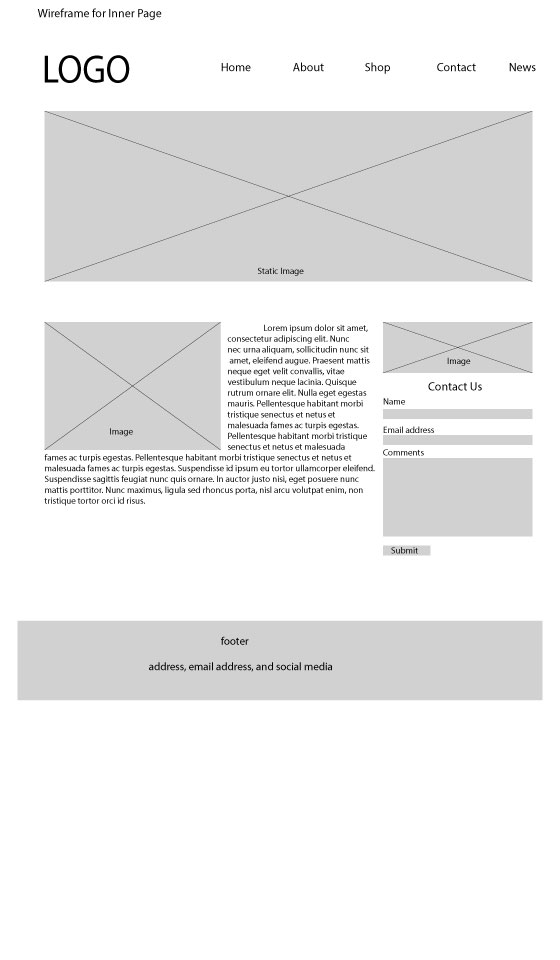 Wireframe for Inner Page
LOGO
Home About Shop Contact News
Static Image
Image
Lorem ipsum dolor sit amet,
consectetur adipiscing elit. Nunc
nec urna aliquam, sollicitudin nunc sit
amet, eleifend augue. Praesent mattis
neque eget velit convallis, vitae
vestibulum neque lacinia. Quisque
rutrum ornare elit. Nulla eget egestas
mauris. Pellentesque habitant morbi
tristique senectus et netus et
malesuada fames ac turpis egestas.
Pellentesque habitant morbi tristique
senectus et netus et malesuada
fames ac turpis egestas. Pellentesque habitant morbi tristique senectus et netus et
malesuada fames ac turpis egestas. Suspendisse id ipsum eu tortor ullamcorper eleifend.
Suspendisse sagittis feugiat nunc quis ornare. In auctor justo nisi, eget posuere nunc
mattis porttitor. Nunc maximus, ligula sed rhoncus porta, nisl arcu volutpat enim, non
tristique tortor orci id risus.
Image
Contact Us
Name
Email address
Comments
Submit
footer
address, email address, and social media